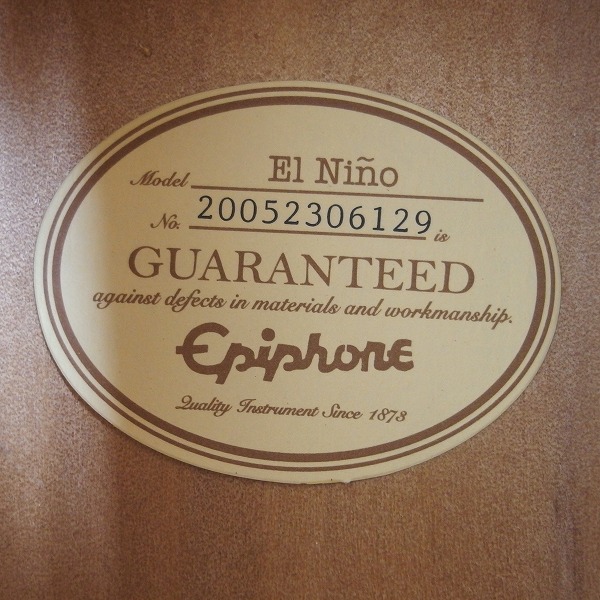 Model El Niño
No. 20052306129 is
GUARANTEED
against defects in materials and workmanship.
Epiphone
Quality Instrument Since 1873